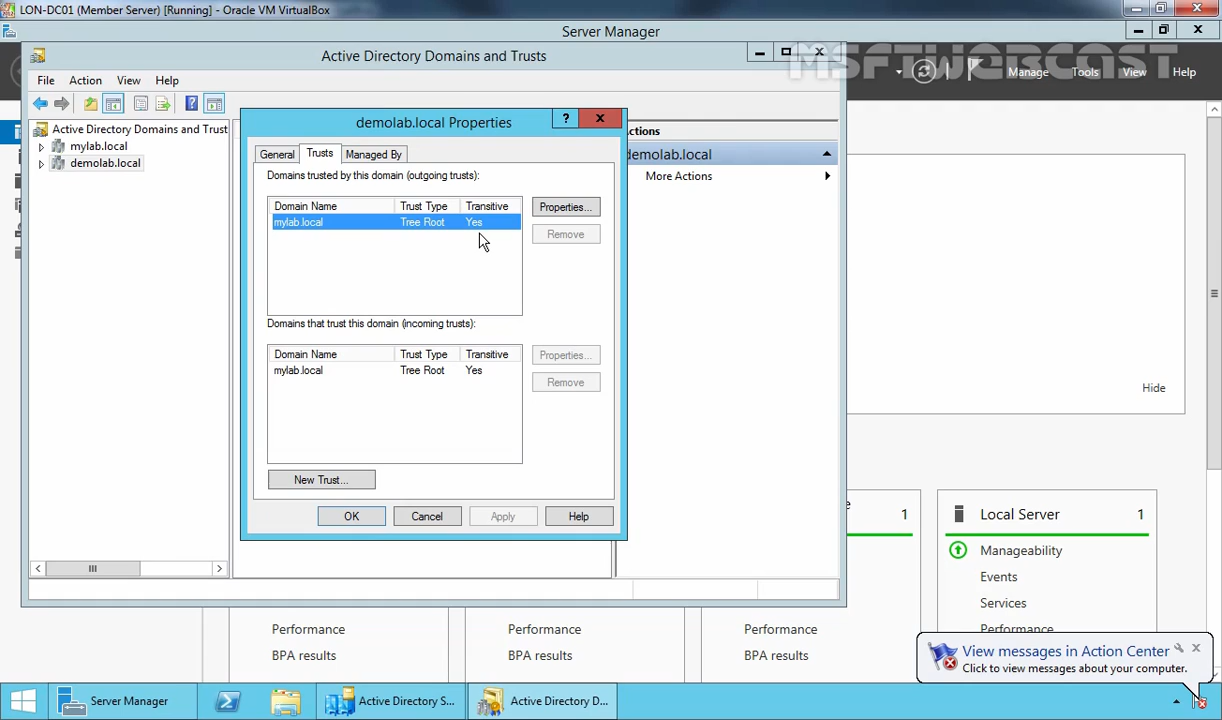 LON-DC01 (Member Server) [Running] - Oracle VM VirtualBox
Server Manager
MSFTWEBCAST
Active Directory Domains and Trusts
Manage Tools View Help
File Action View Help
Active Directory Domains and Trust
mylab.local
demolab.local
demolab.local Properties
General Trusts Managed By
Domains trusted by this domain (outgoing trusts):
Domain Name Trust Type Transitive
mylab.local Tree Root Yes
Properties...
Remove
Domains that trust this domain (incoming trusts):
Domain Name Trust Type Transitive
mylab.local Tree Root Yes
Properties...
Remove
New Trust...
OK Cancel Apply Help
ctions
demolab.local
More Actions
Hide
e 1
Local Server 1
Manageability
Events
Services
Performance
Performance
BPA results
Performance
BPA results
Performance
BPA results
View messages in Action Center
Click to view messages about your computer.
Server Manager
Active Directory S...
Active Directory D...